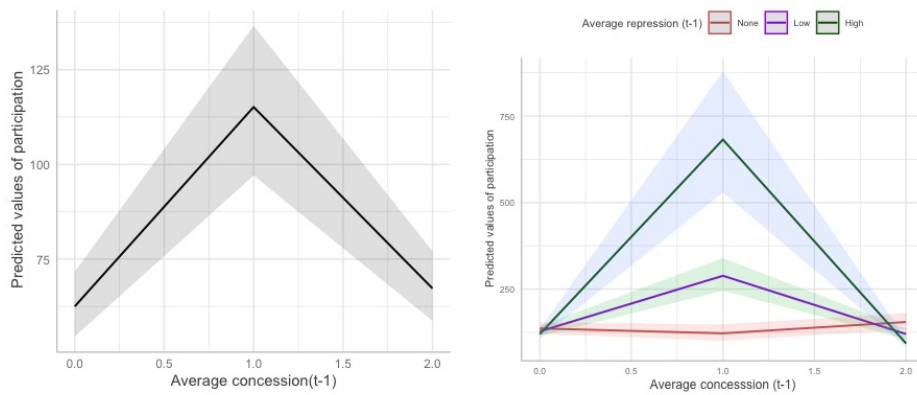 Predicted values of participation
125
100
75
0.0 0.5 1.0 1.5 2.0
Average concession(t-1)
Average repression (t-1) None Low High
Predicted values of participation
750
500
250
0.0 0.5 1.0 1.5 2.0
Average concesssion (t-1)